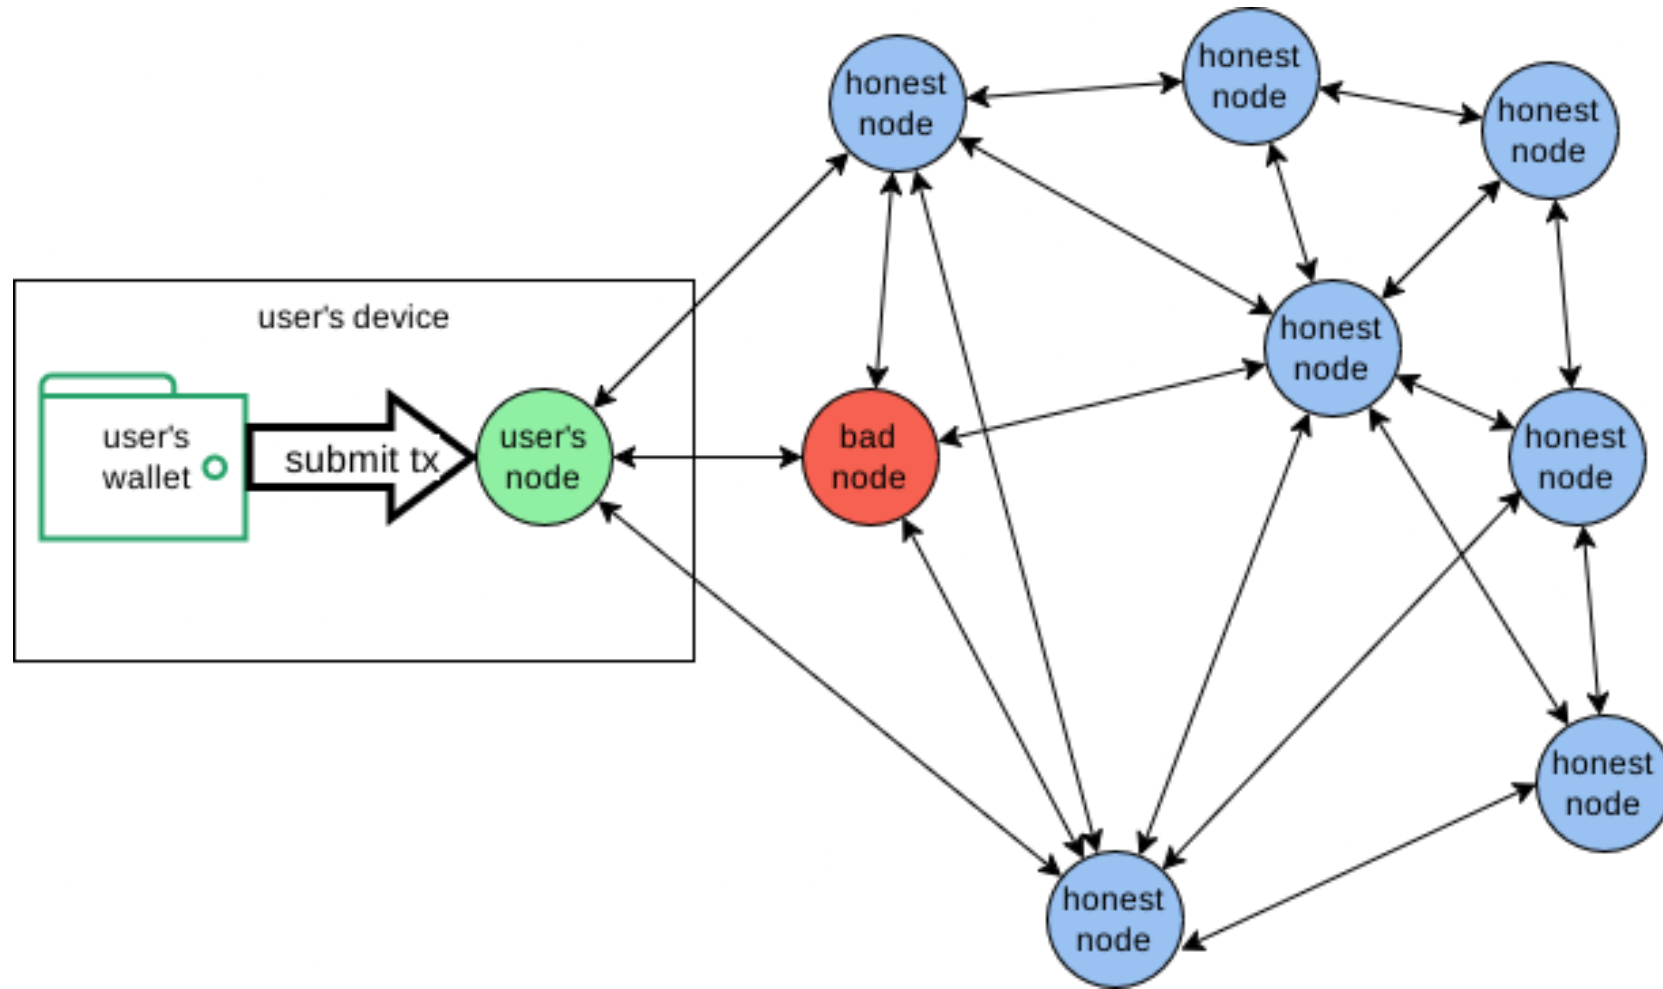 honest
node
honest
node
honest
node
user's device
honest
node
user's
wallet
submit tx
user's
node
bad
node
honest
node
honest
node
honest
node